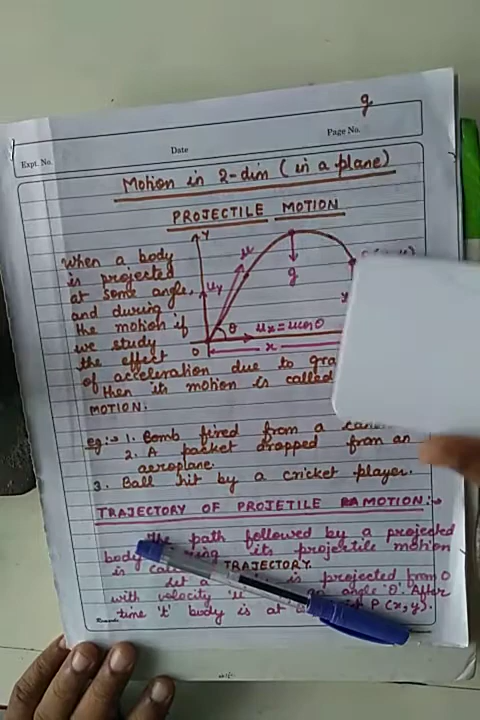 g
Expt. No.
Date
Page No.
Motion in 2-dim (in a plane)
PROJECTILE MOTION
When a body
is projected
at some angle,
and during
the motion if
we study
the effect
of acceleration due to
then its motion is called
MOTION.
Y
u
uy
g
y
θ
ux = ucosθ
O
x
eg:- 1. Bomb fired from a
2. A packet dropped from an
aeroplane.
3. Ball hit by a cricket player.
TRAJECTORY OF PROJETILE MOTION:-
The path followed by a projected
body its projectile motion
is TRAJECTORY.
Let a is projected from O
with velocity 'u' angle 'θ'. After
time 't' body is at P(x,y).
Remarks